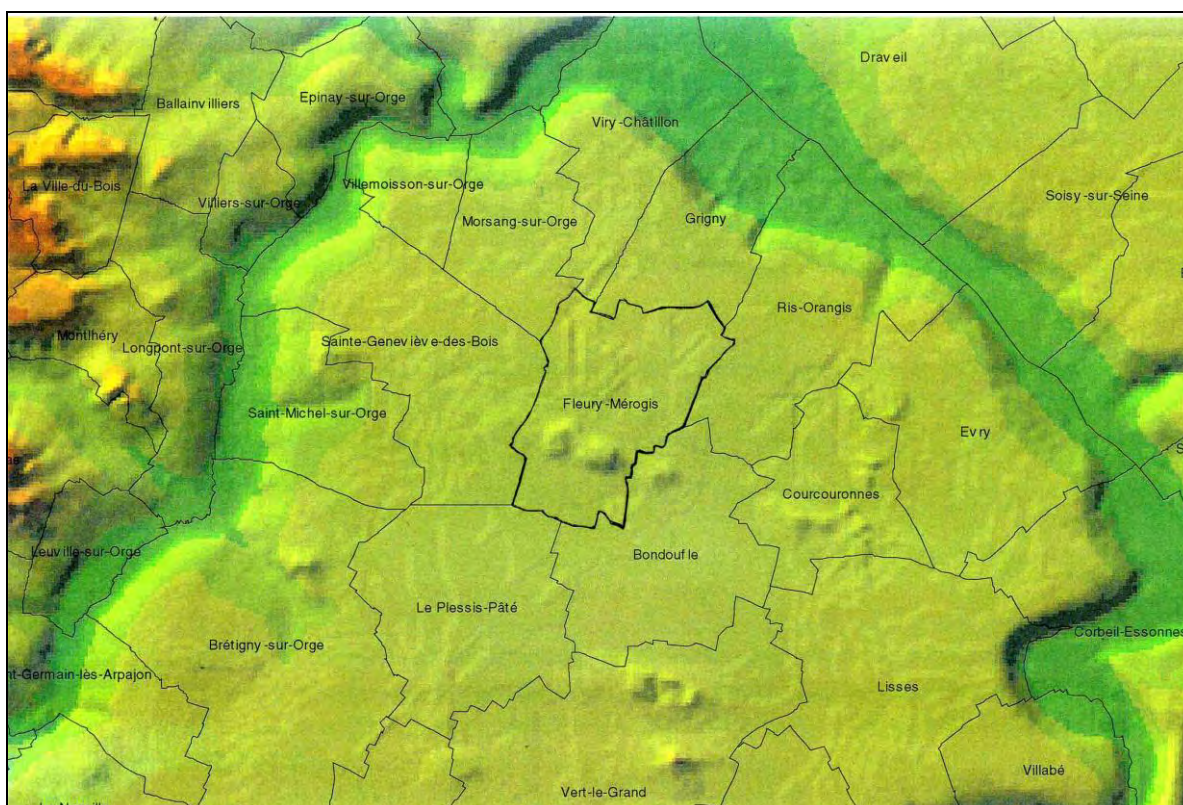 Draveil
Ballainvilliers
Epinay-sur-Orge
Viry-Châtillon
La Ville-du-Bois
Villemoisson-sur-Orge
Villiers-sur-Orge
Soisy-sur-Seine
Morsang-sur-Orge
Grigny
Ris-Orangis
Montlhéry
Longpont-sur-Orge
Sainte-Geneviève-des-Bois
Fleury-Mérogis
Saint-Michel-sur-Orge
Evry
Courcouronnes
Leuville-sur-Orge
Bondoufle
Le Plessis-Pâté
Corbeil-Essonnes
Brétigny-sur-Orge
nt-Germain-lès-Arpajon
Lisses
Villabé
Vert-le-Grand